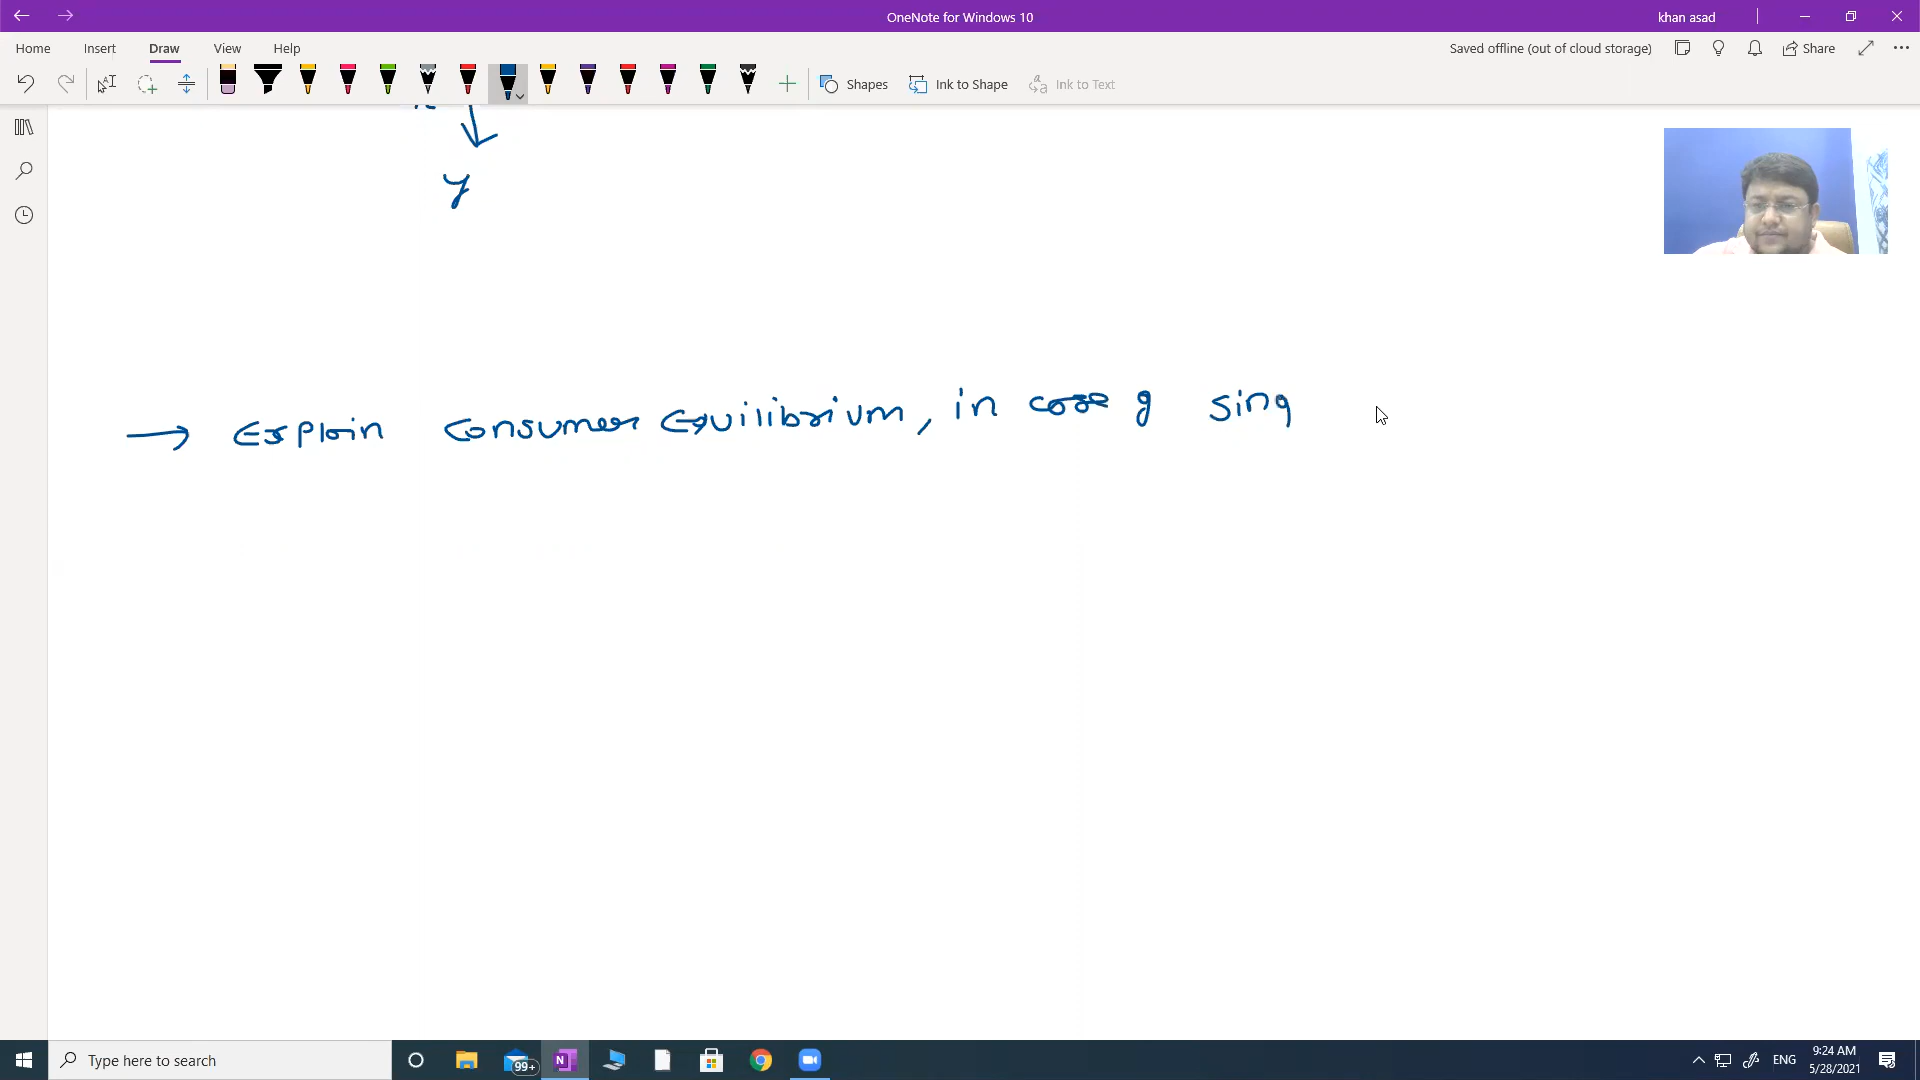 OneNote for Windows 10
khan asad
Home Insert Draw View Help
Saved offline (out of cloud storage)
Share
Shapes
Ink to Shape
Ink to Text
y
→ Explain Consumer Equilibrium, in case of sing
Type here to search
99+
N
ENG
9:24 AM
5/28/2021